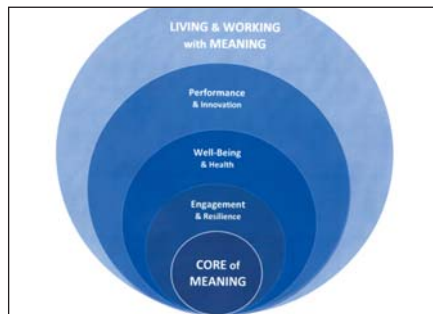 LIVING & WORKING
with MEANING
Performance
& Innovation
Well-Being
& Health
Engagement
& Resilience
CORE of
MEANING